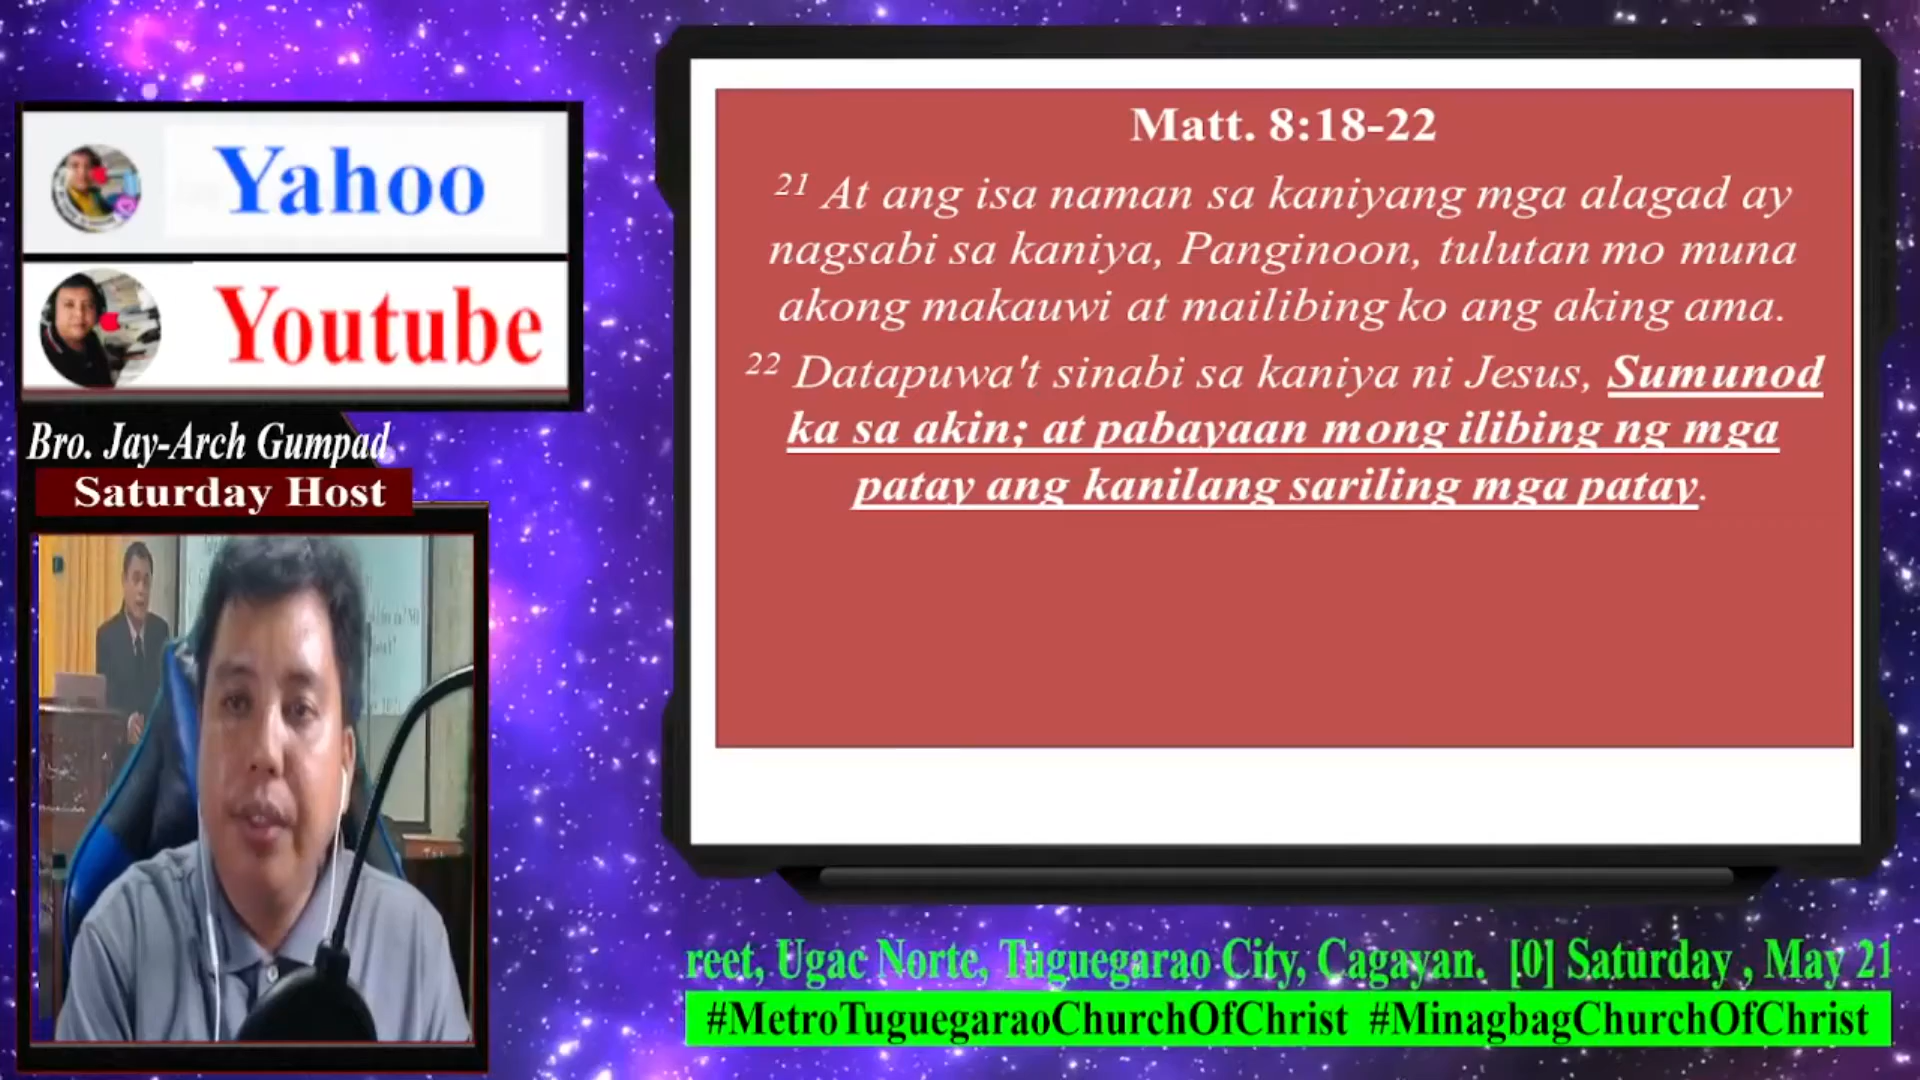 Yahoo
Youtube
Bro. Jay-Arch Gumpad
Saturday Host
Matt. 8:18-22
21 At ang isa naman sa kaniyang mga alagad ay
nagsabi sa kaniya, Panginoon, tulutan mo muna
akong makauwi at mailibing ko ang aking ama.
22 Datapuwa't sinabi sa kaniya ni Jesus, Sumunod
ka sa akin; at pabayaan mong ilibing ng mga
patay ang kanilang sariling mga patay.
reet, Ugac Norte, Tuguegarao City, Cagayan. [0] Saturday , May 21
#MetroTuguegaraoChurchOfChrist #MinagbagChurchOfChrist